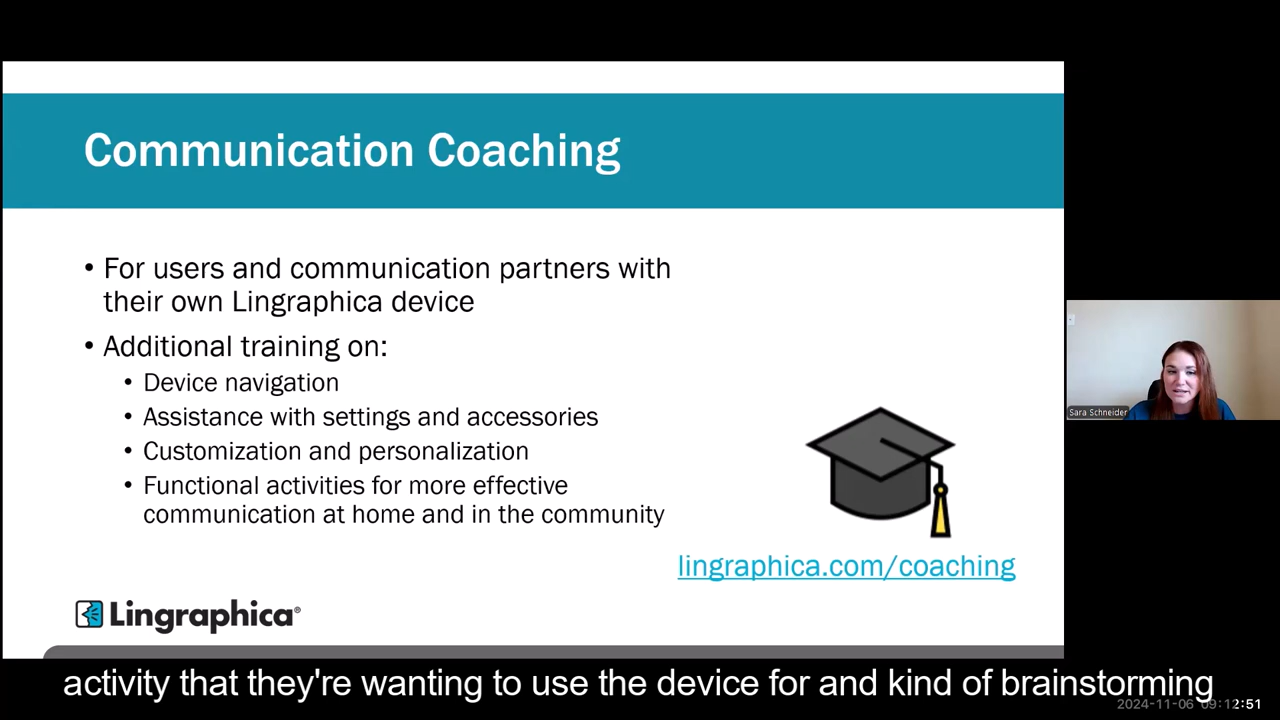 Communication Coaching
• For users and communication partners with
their own Lingraphica device
• Additional training on:
• Device navigation
• Assistance with settings and accessories
• Customization and personalization
• Functional activities for more effective
communication at home and in the community
lingraphica.com/coaching
Lingraphica®
Sara Schneider
activity that they're wanting to use the device for and kind of brainstorming
2024-11-06